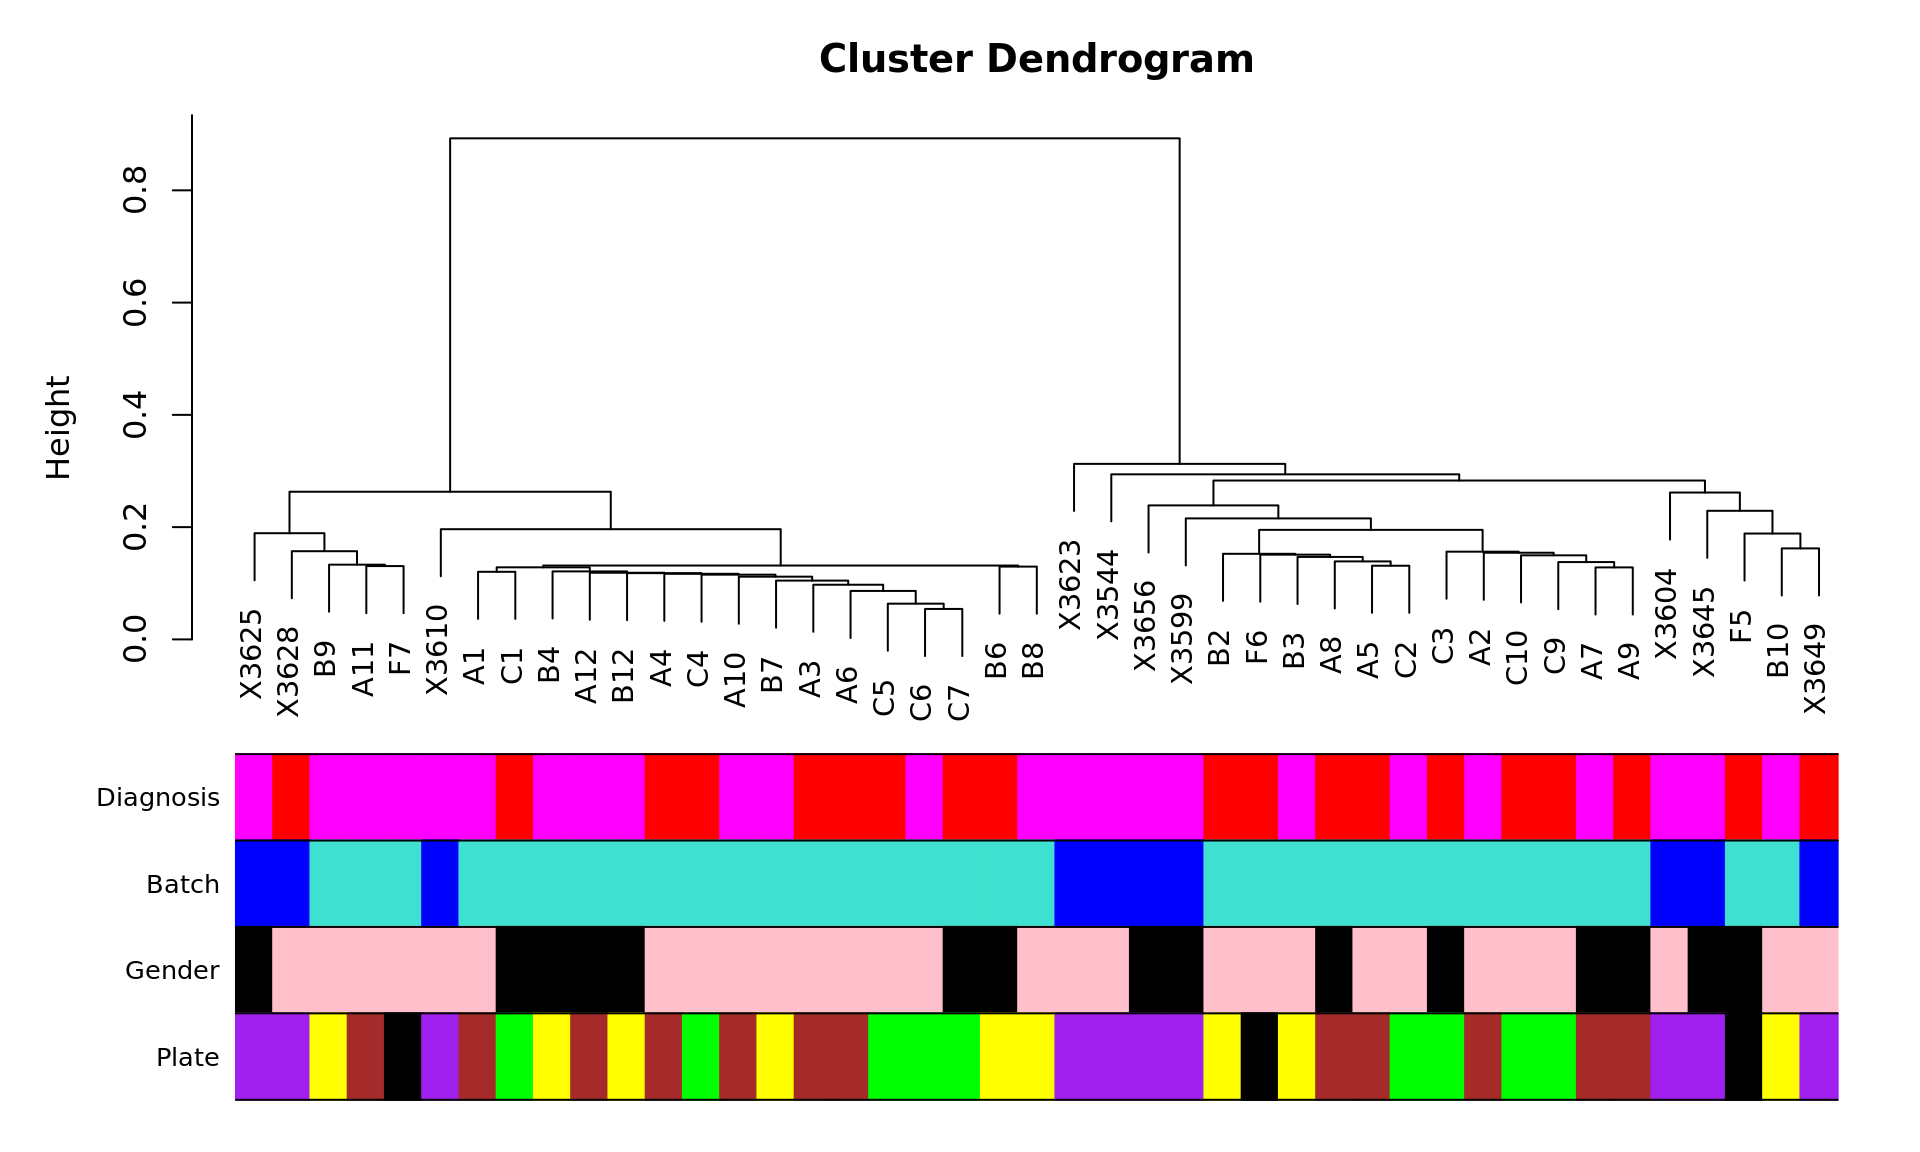 Cluster Dendrogram
Height
0.0
0.2
0.4
0.6
0.8
X3625
X3628
B9
A11
F7
X3610
A1
C1
B4
A12
B12
A4
C4
A10
B7
A3
A6
C5
C6
C7
B6
B8
X3623
X3544
X3656
X3599
B2
F6
B3
A8
A5
C2
C3
A2
C10
C9
A7
A9
X3604
X3645
F5
B10
X3649
Diagnosis
Batch
Gender
Plate